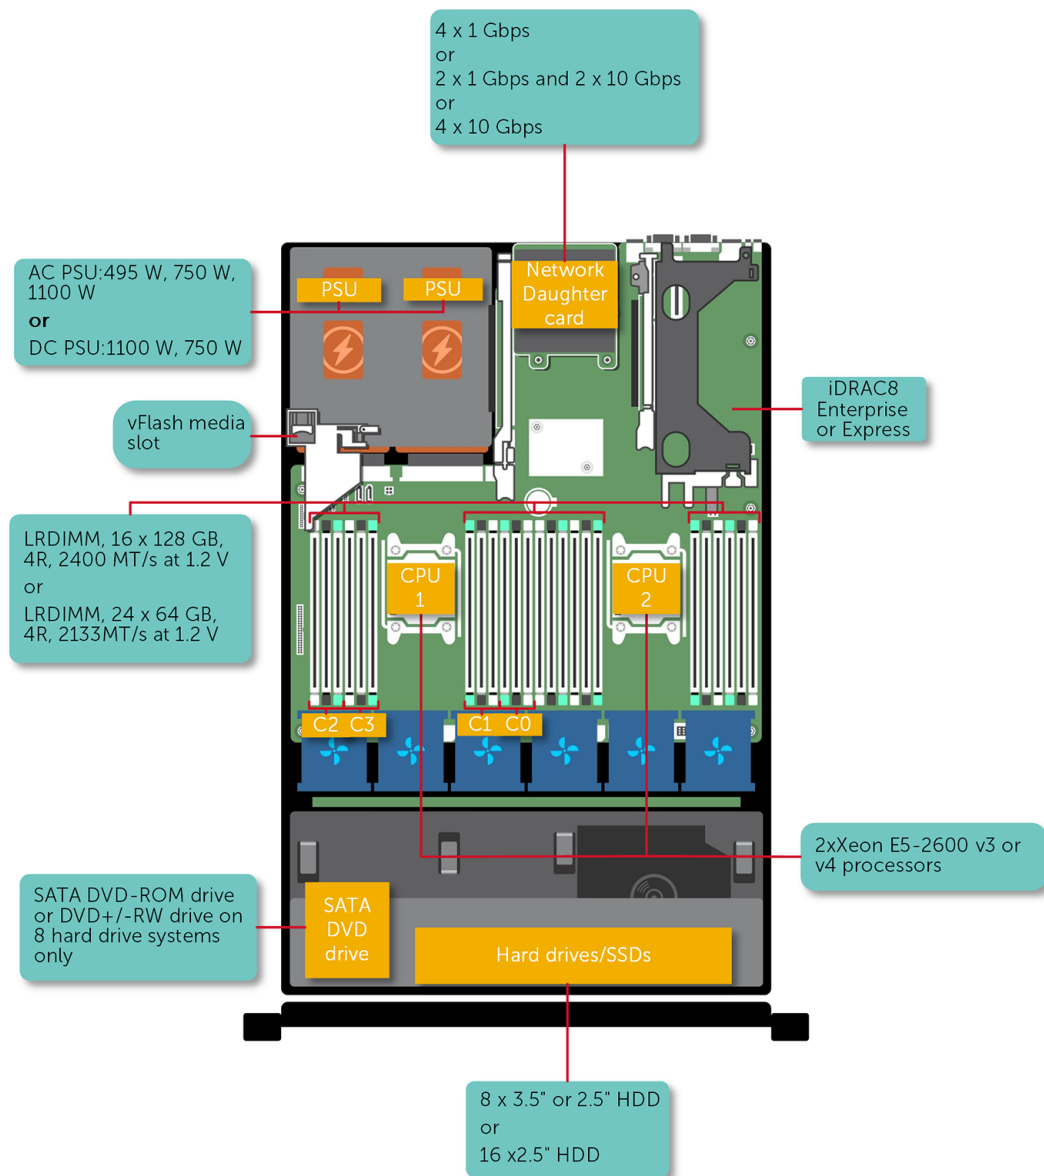 4 x 1 Gbps
or
2 x 1 Gbps and 2 x 10 Gbps
or
4 x 10 Gbps
AC PSU:495 W, 750 W,
1100 W
or
DC PSU:1100 W, 750 W
PSU
PSU
Network
Daughter
card
iDRAC8
Enterprise
or Express
vFlash media
slot
LRDIMM, 16 x 128 GB,
4R, 2400 MT/s at 1.2 V
or
LRDIMM, 24 x 64 GB,
4R, 2133MT/s at 1.2 V
CPU
1
CPU
2
C2
C3
C1
C0
2xXeon E5-2600 v3 or
v4 processors
SATA DVD-ROM drive
or DVD+/-RW drive on
8 hard drive systems
only
SATA
DVD
drive
Hard drives/SSDs
8 x 3.5" or 2.5" HDD
or
16 x2.5" HDD